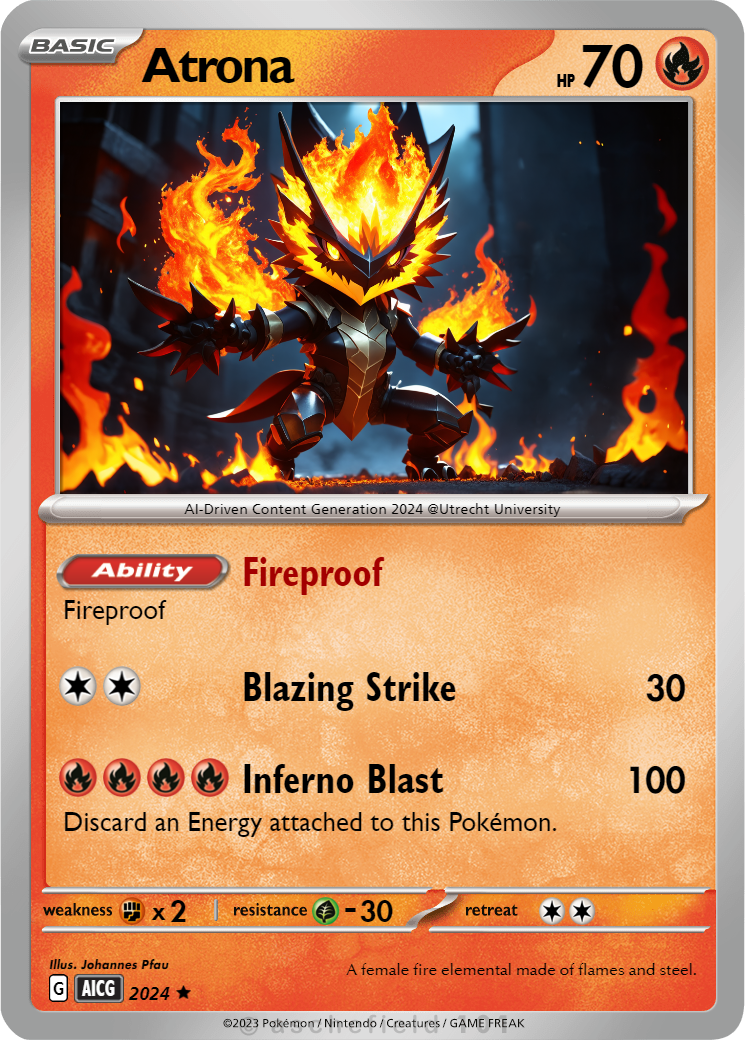 BASIC Atrona HP 70
AI-Driven Content Generation 2024 @Utrecht University
Ability Fireproof
Fireproof
Blazing Strike 30
Inferno Blast 100
Discard an Energy attached to this Pokémon.
weakness x 2 | resistance -30 retreat
Illus. Johannes Pfau
A female fire elemental made of flames and steel.
G AICG 2024 ★
©2023 Pokémon / Nintendo / Creatures / GAME FREAK